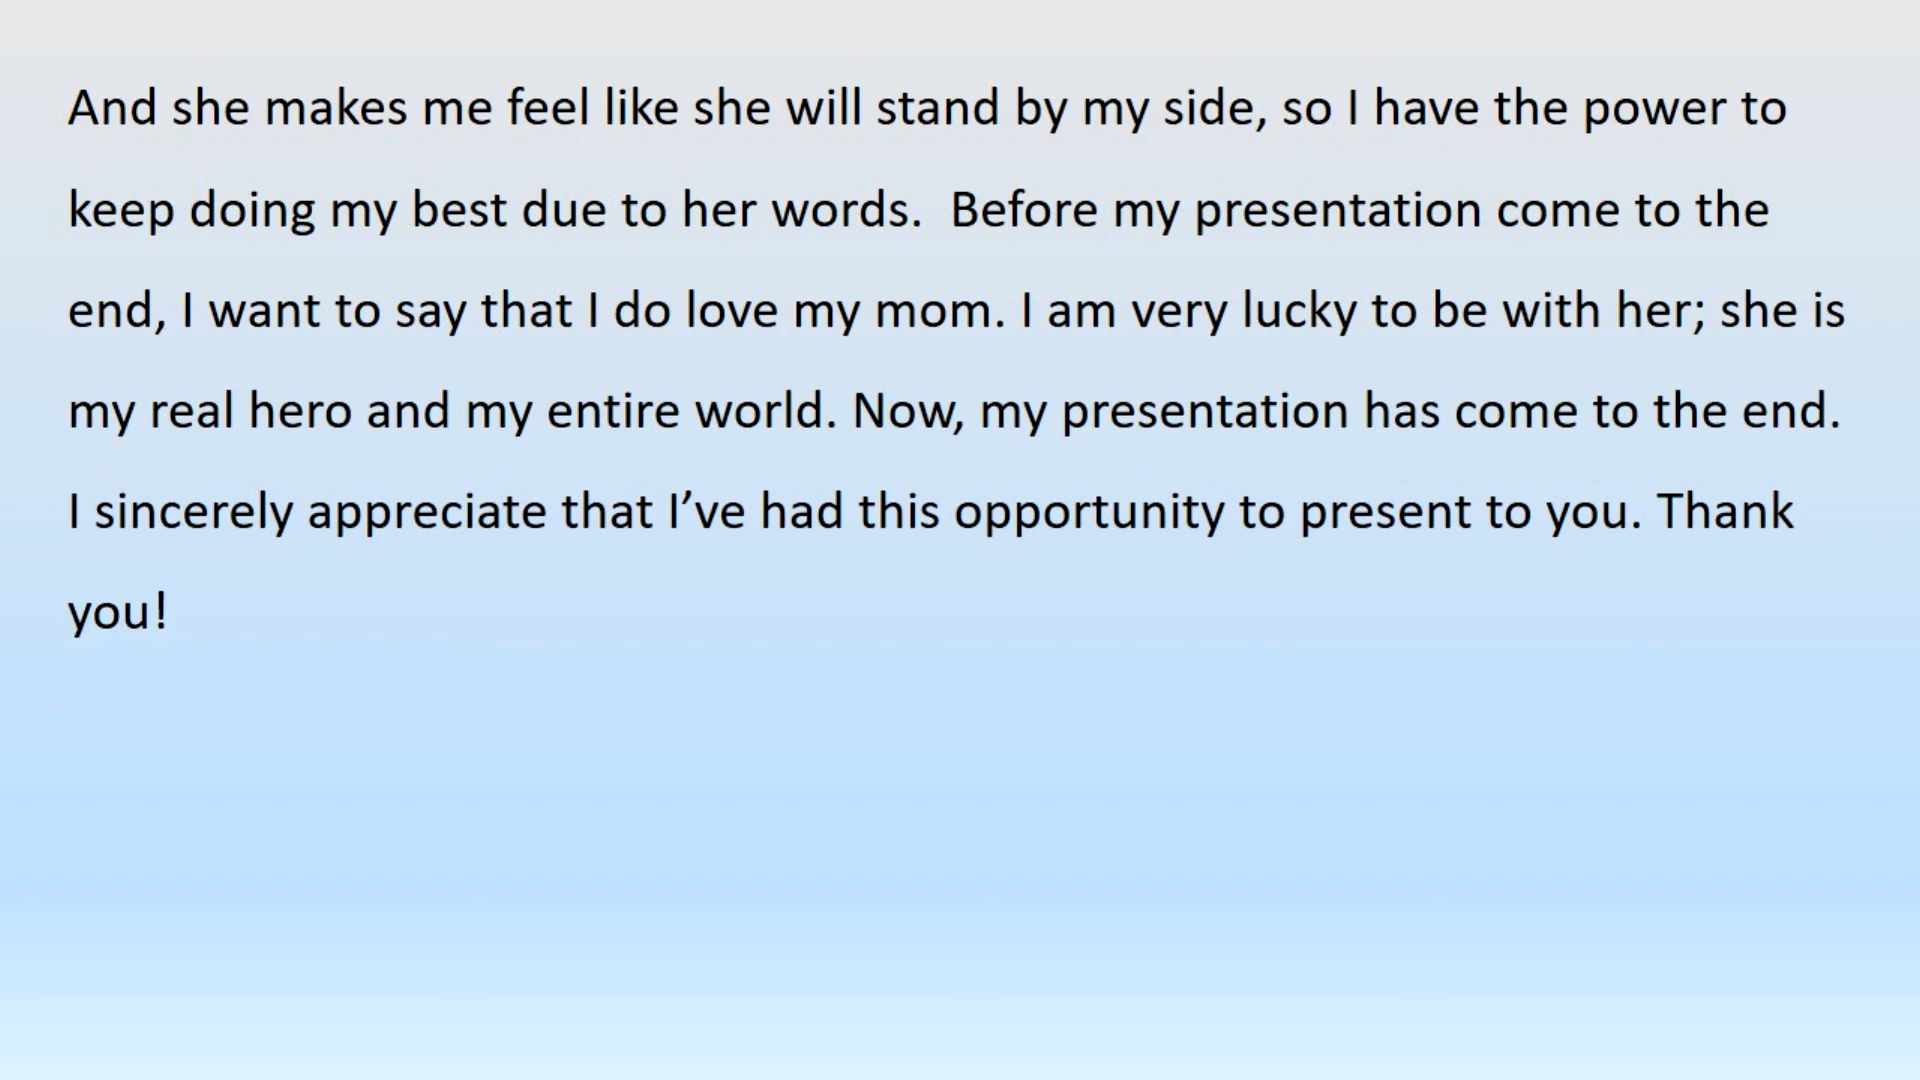 And she makes me feel like she will stand by my side, so I have the power to
keep doing my best due to her words.  Before my presentation come to the
end, I want to say that I do love my mom. I am very lucky to be with her; she is
my real hero and my entire world. Now, my presentation has come to the end.
I sincerely appreciate that I’ve had this opportunity to present to you. Thank
you!